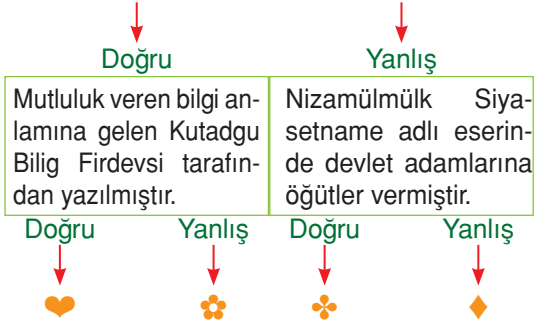 Doğru Yanlış
Mutluluk veren bilgi an-
lamına gelen Kutadgu
Bilig Firdevsi tarafın-
dan yazılmıştır.
Nizamülmülk Siya-
setname adlı eserin-
de devlet adamlarına
öğütler vermiştir.
Doğru Yanlış Doğru Yanlış